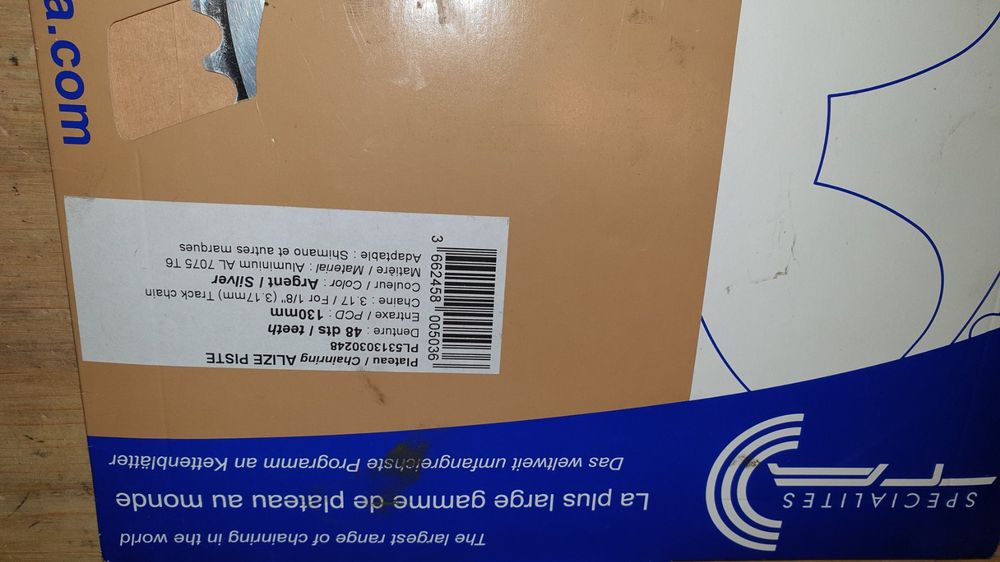 SPECIALITES
TA
The largest range of chainring in the world
La plus large gamme de plateau au monde
Das weltweit umfangreichste Programm an Kettenblätter
Plateau / Chainring ALIZE PISTE
PL5313030248
Denture : 48 dts / teeth
Entraxe / PCD : 130mm
Chaine : 3.17 / For 1/8" (3.17mm) Track chain
Couleur / Color: Argent / Silver
Matière / Material : Aluminium AL 7075 T6
Adaptable : Shimano et autres marques
3 662458 005036
a.com